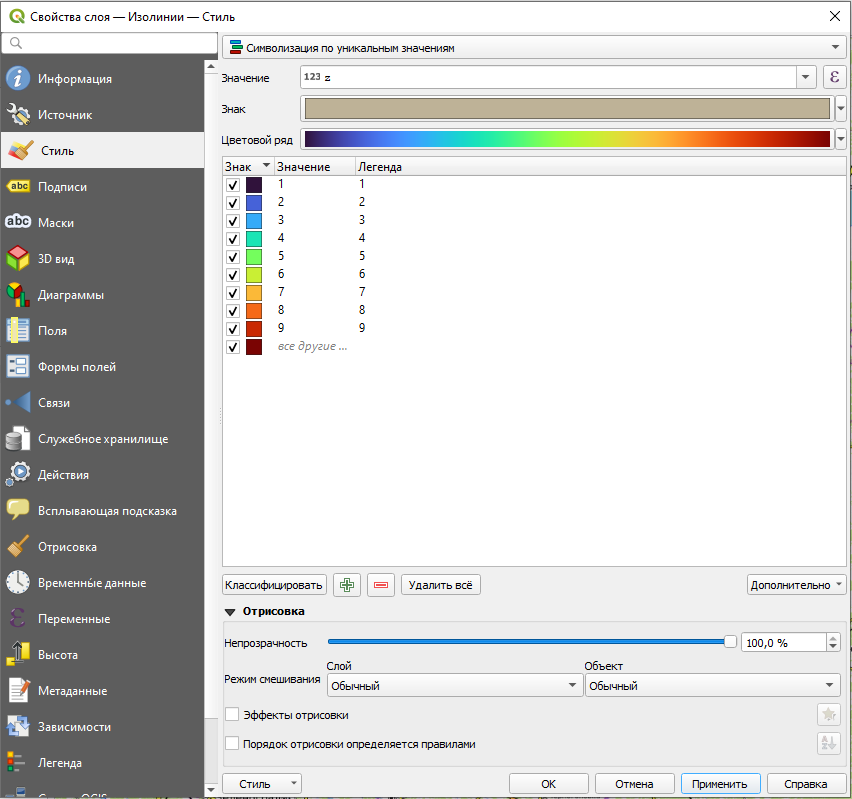 Свойства слоя — Изолинии — Стиль
Символизация по уникальным значениям
Информация
Значение
123 z
ε
Источник
Знак
Стиль
Цветовой ряд
Знак Значение Легенда
abc Подписи
1 1
2 2
abc Маски
3 3
4 4
3D вид
5 5
6 6
Диаграммы
7 7
8 8
Поля
9 9
все другие ...
Формы полей
Связи
Служебное хранилище
Действия
Всплывающая подсказка
Отрисовка
Временные данные
Классифицировать
Удалить всё
Дополнительно
Переменные
Отрисовка
Высота
Непрозрачность
100,0 %
Слой
Объект
Режим смешивания
Обычный
Обычный
Метаданные
Эффекты отрисовки
Зависимости
Порядок отрисовки определяется правилами
Легенда
Стиль
ОК
Отмена
Применить
Справка